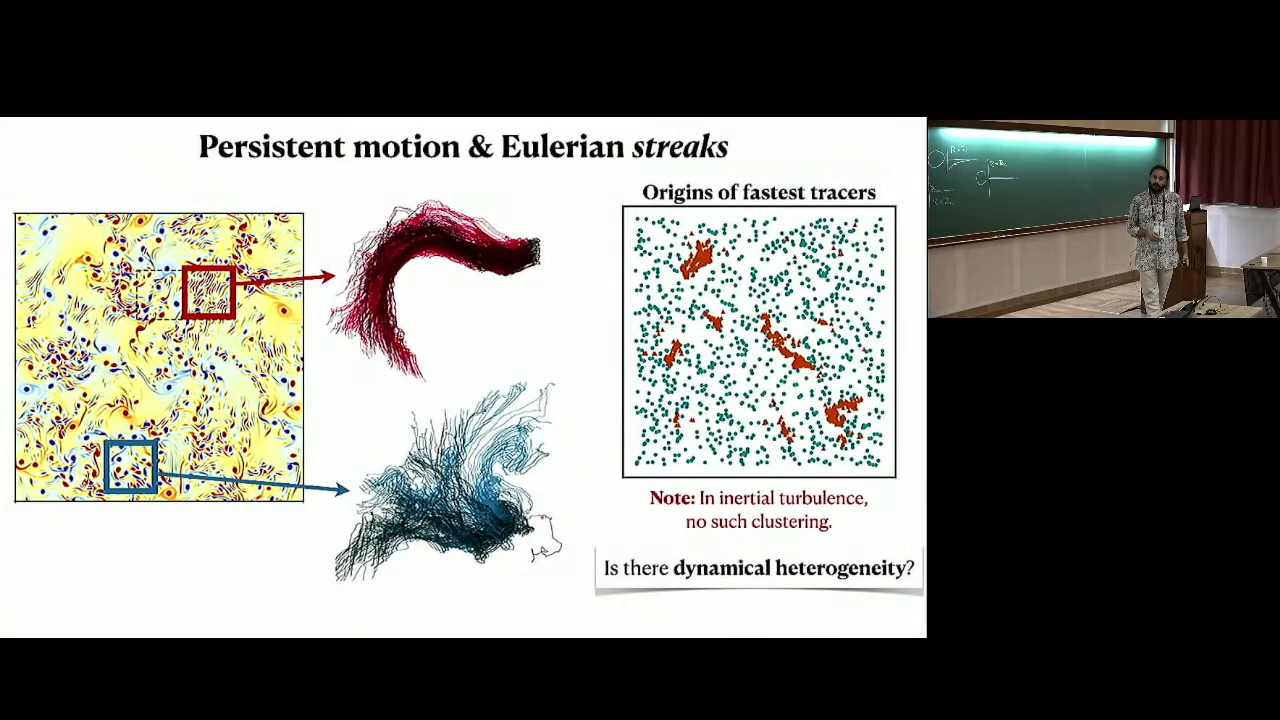 Persistent motion & Eulerian streaks
Origins of fastest tracers
Note: In inertial turbulence,
no such clustering.
Is there dynamical heterogeneity?